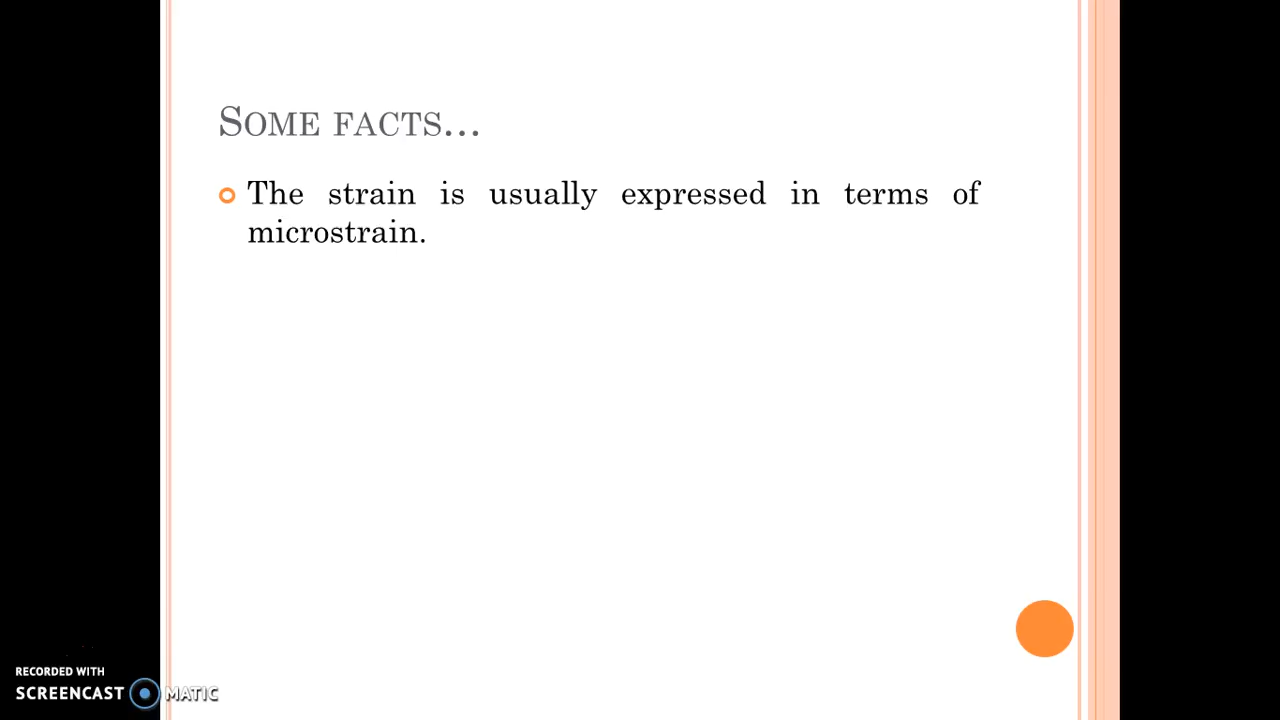 SOME FACTS...
The strain is usually expressed in terms of
microstrain.
RECORDED WITH
SCREENCAST MATIC